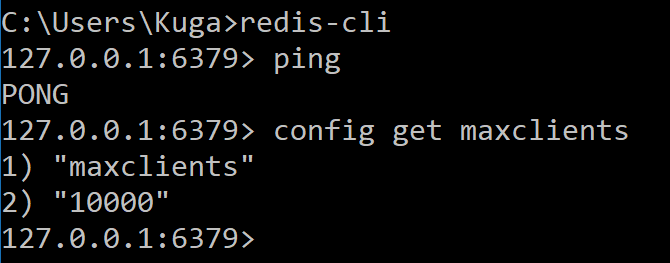 C:\Users\Kuga>redis-cli
127.0.0.1:6379> ping
PONG
127.0.0.1:6379> config get maxclients
1) "maxclients"
2) "10000"
127.0.0.1:6379>